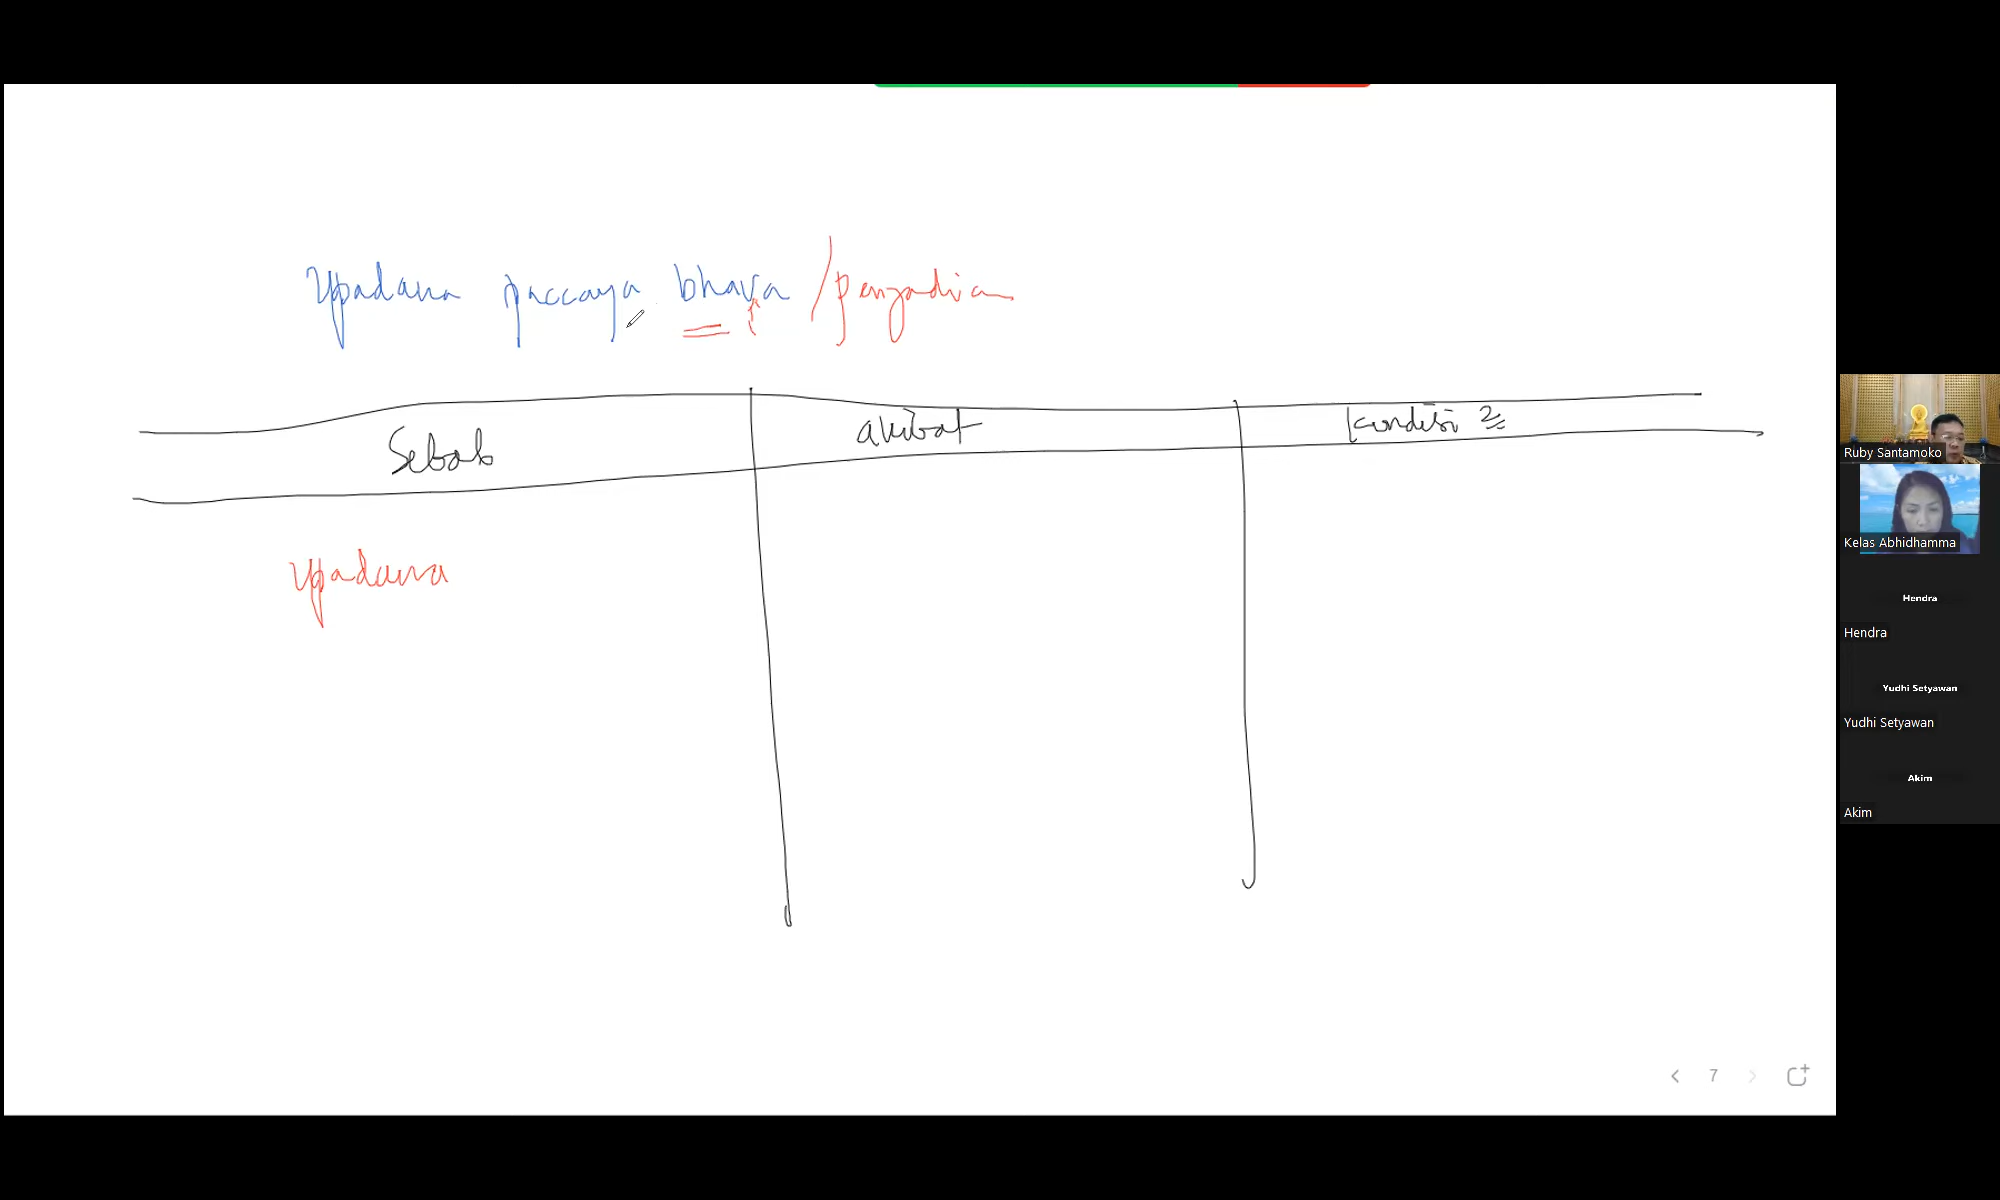 Upadana paccaya bhava / penjadian
Sebab akibat kondisi 2
Upadana
7
Ruby Santamoko
Kelas Abhidhamma
Hendra
Hendra
Yudhi Setyawan
Yudhi Setyawan
Akim
Akim